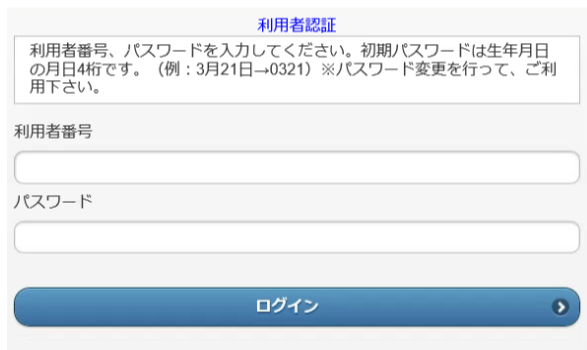 利用者認証
利用者番号、パスワードを入力してください。初期パスワードは生年月日
の月日4桁です。（例：3月21日→0321）※パスワード変更を行って、ご利
用下さい。
利用者番号
パスワード
ログイン